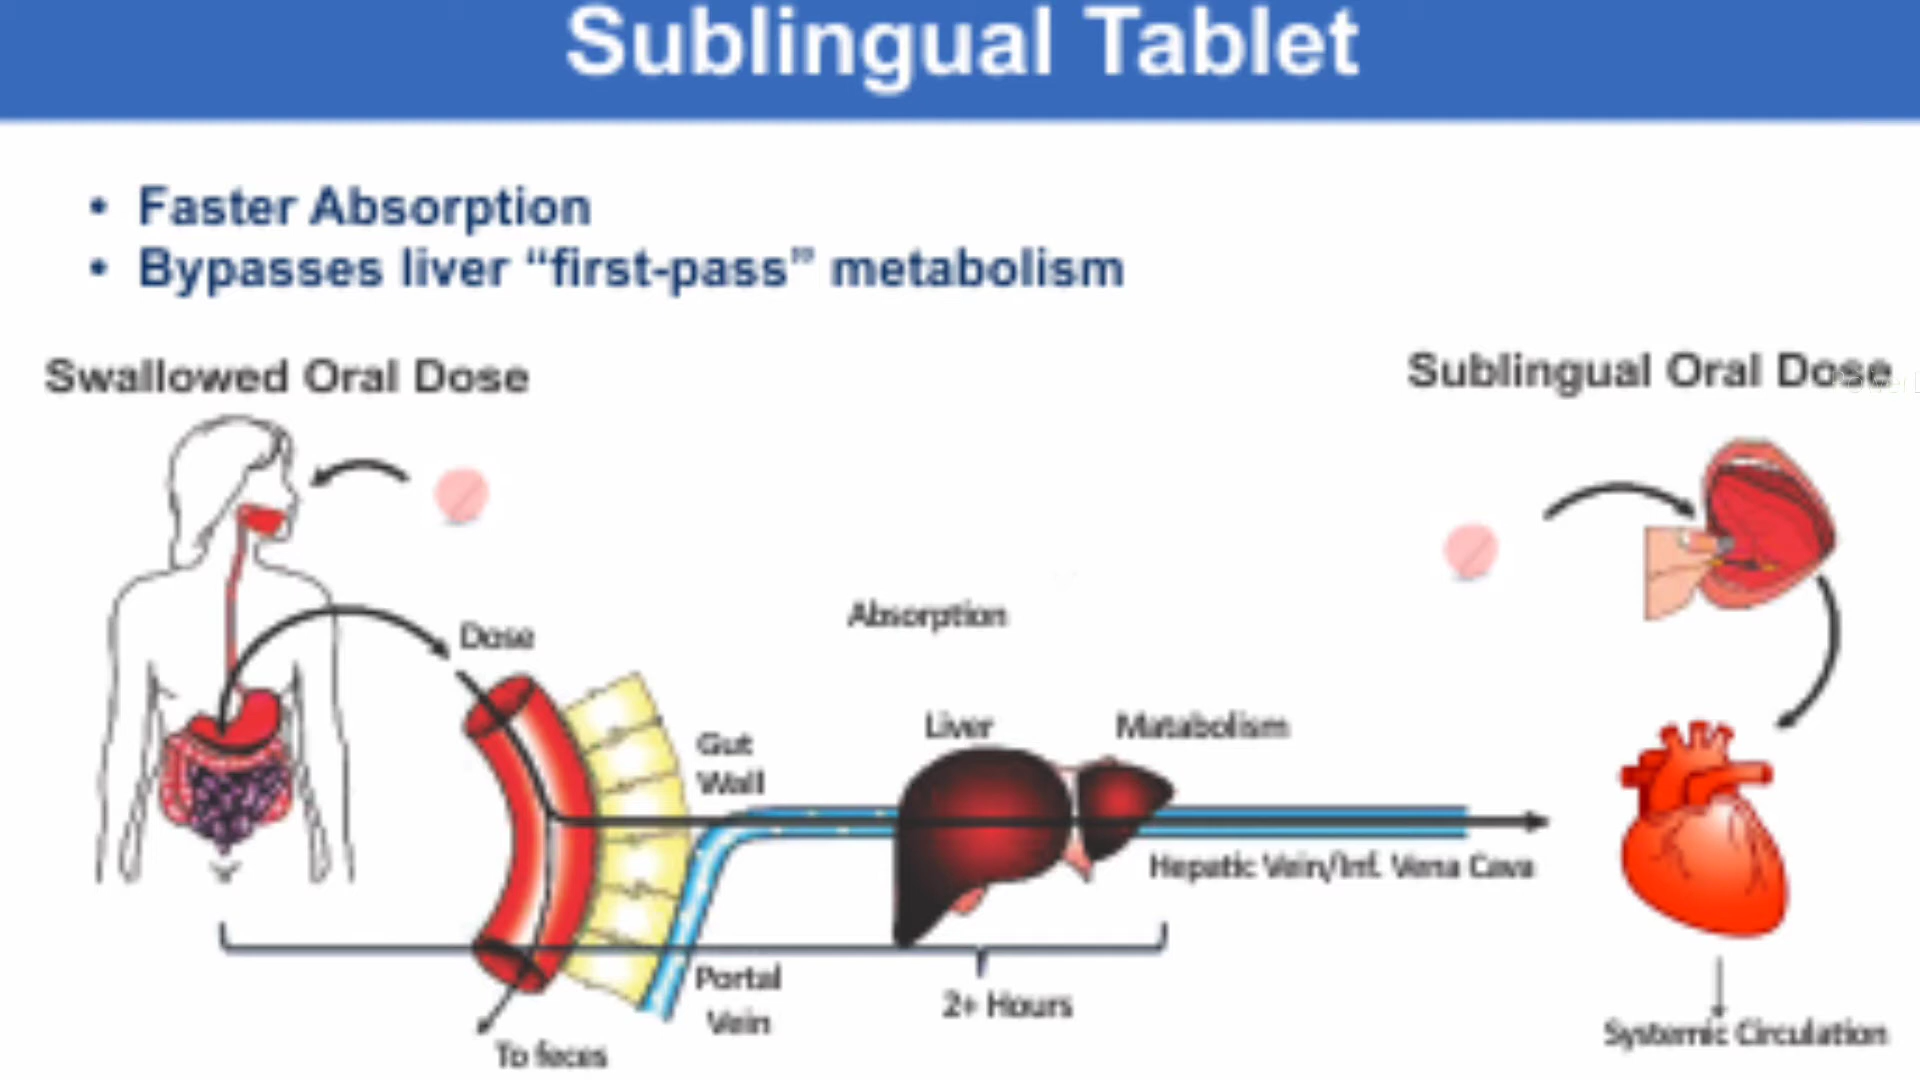 Sublingual Tablet
• Faster Absorption
• Bypasses liver “first-pass” metabolism
Swallowed Oral Dose
Sublingual Oral Dose
Dose
Absorption
Gut
Wall
Liver
Matabolism
Hepatic Vein/Inf. Vena Cava
Portal
Vein
2+ Hours
To feces
Systemic Circulation